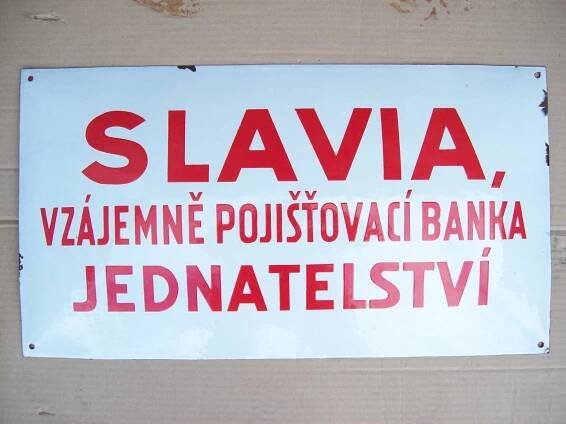 SLAVIA,
VZÁJEMNĚ POJIŠŤOVACÍ BANKA
JEDNATELSTVÍ